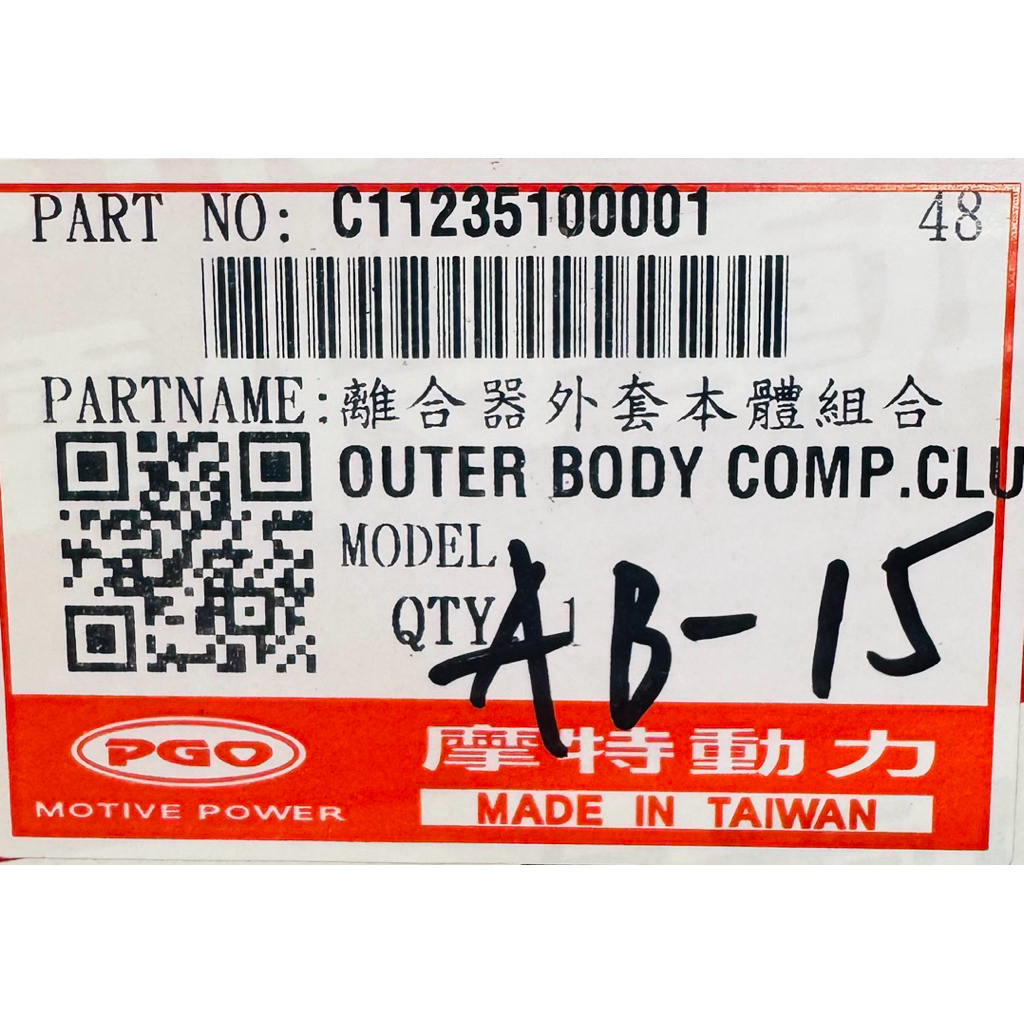 PART NO: C11235100001 48
PARTNAME:離合器外套本體組合
OUTER BODY COMP.CLU
MODEL
QTY 1
AB-15
PGO
MOTIVE POWER
摩特動力
MADE IN TAIWAN